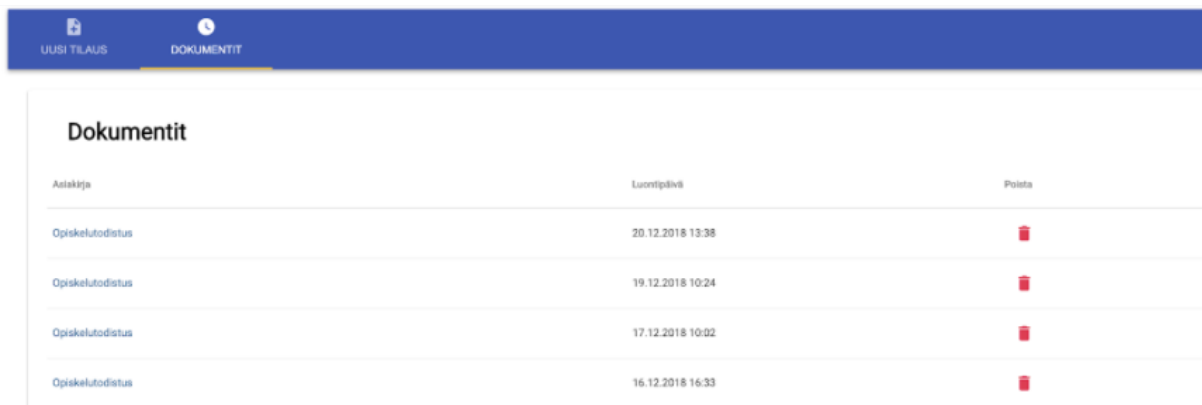 UUSI TILAUS DOKUMENTIT
Dokumentit
Asiakirja Luontipäivä Poista
Opiskelutodistus 20.12.2018 13:38
Opiskelutodistus 19.12.2018 10:24
Opiskelutodistus 17.12.2018 10:02
Opiskelutodistus 16.12.2018 16:33